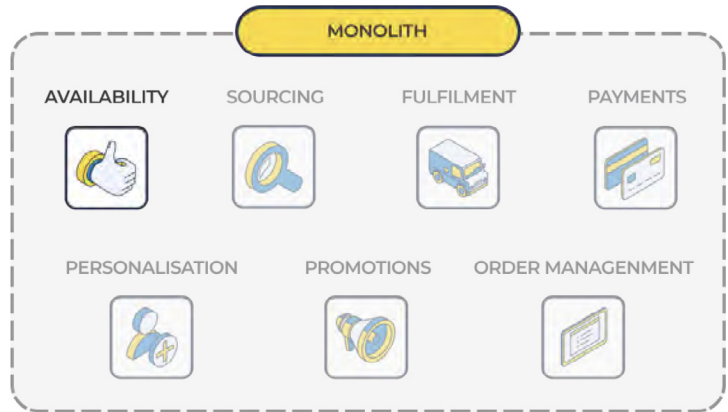 MONOLITH
AVAILABILITY SOURCING FULFILMENT PAYMENTS
PERSONALISATION PROMOTIONS ORDER MANAGENMENT